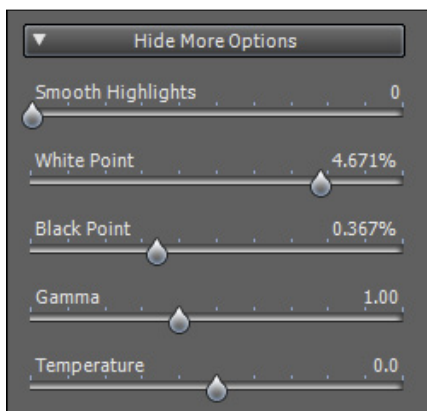 Hide More Options
Smooth Highlights 0
White Point 4.671%
Black Point 0.367%
Gamma 1.00
Temperature 0.0